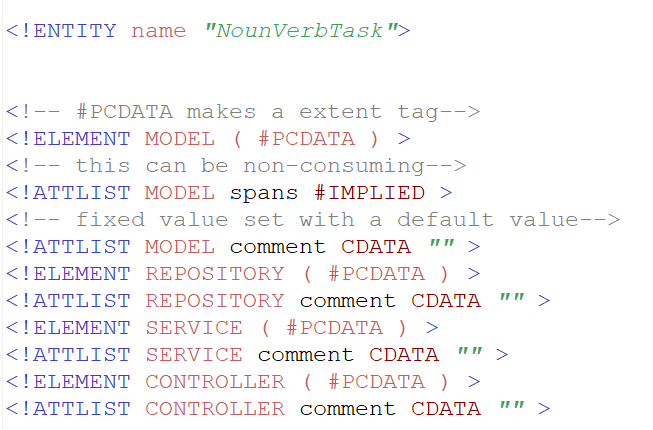 <!ENTITY name "NounVerbTask">
<!-- #PCDATA makes a extent tag-->
<!ELEMENT MODEL ( #PCDATA ) >
<!-- this can be non-consuming-->
<!ATTLIST MODEL spans #IMPLIED >
<!-- fixed value set with a default value-->
<!ATTLIST MODEL comment CDATA "" >
<!ELEMENT REPOSITORY ( #PCDATA ) >
<!ATTLIST REPOSITORY comment CDATA "" >
<!ELEMENT SERVICE ( #PCDATA ) >
<!ATTLIST SERVICE comment CDATA "" >
<!ELEMENT CONTROLLER ( #PCDATA ) >
<!ATTLIST CONTROLLER comment CDATA "" >